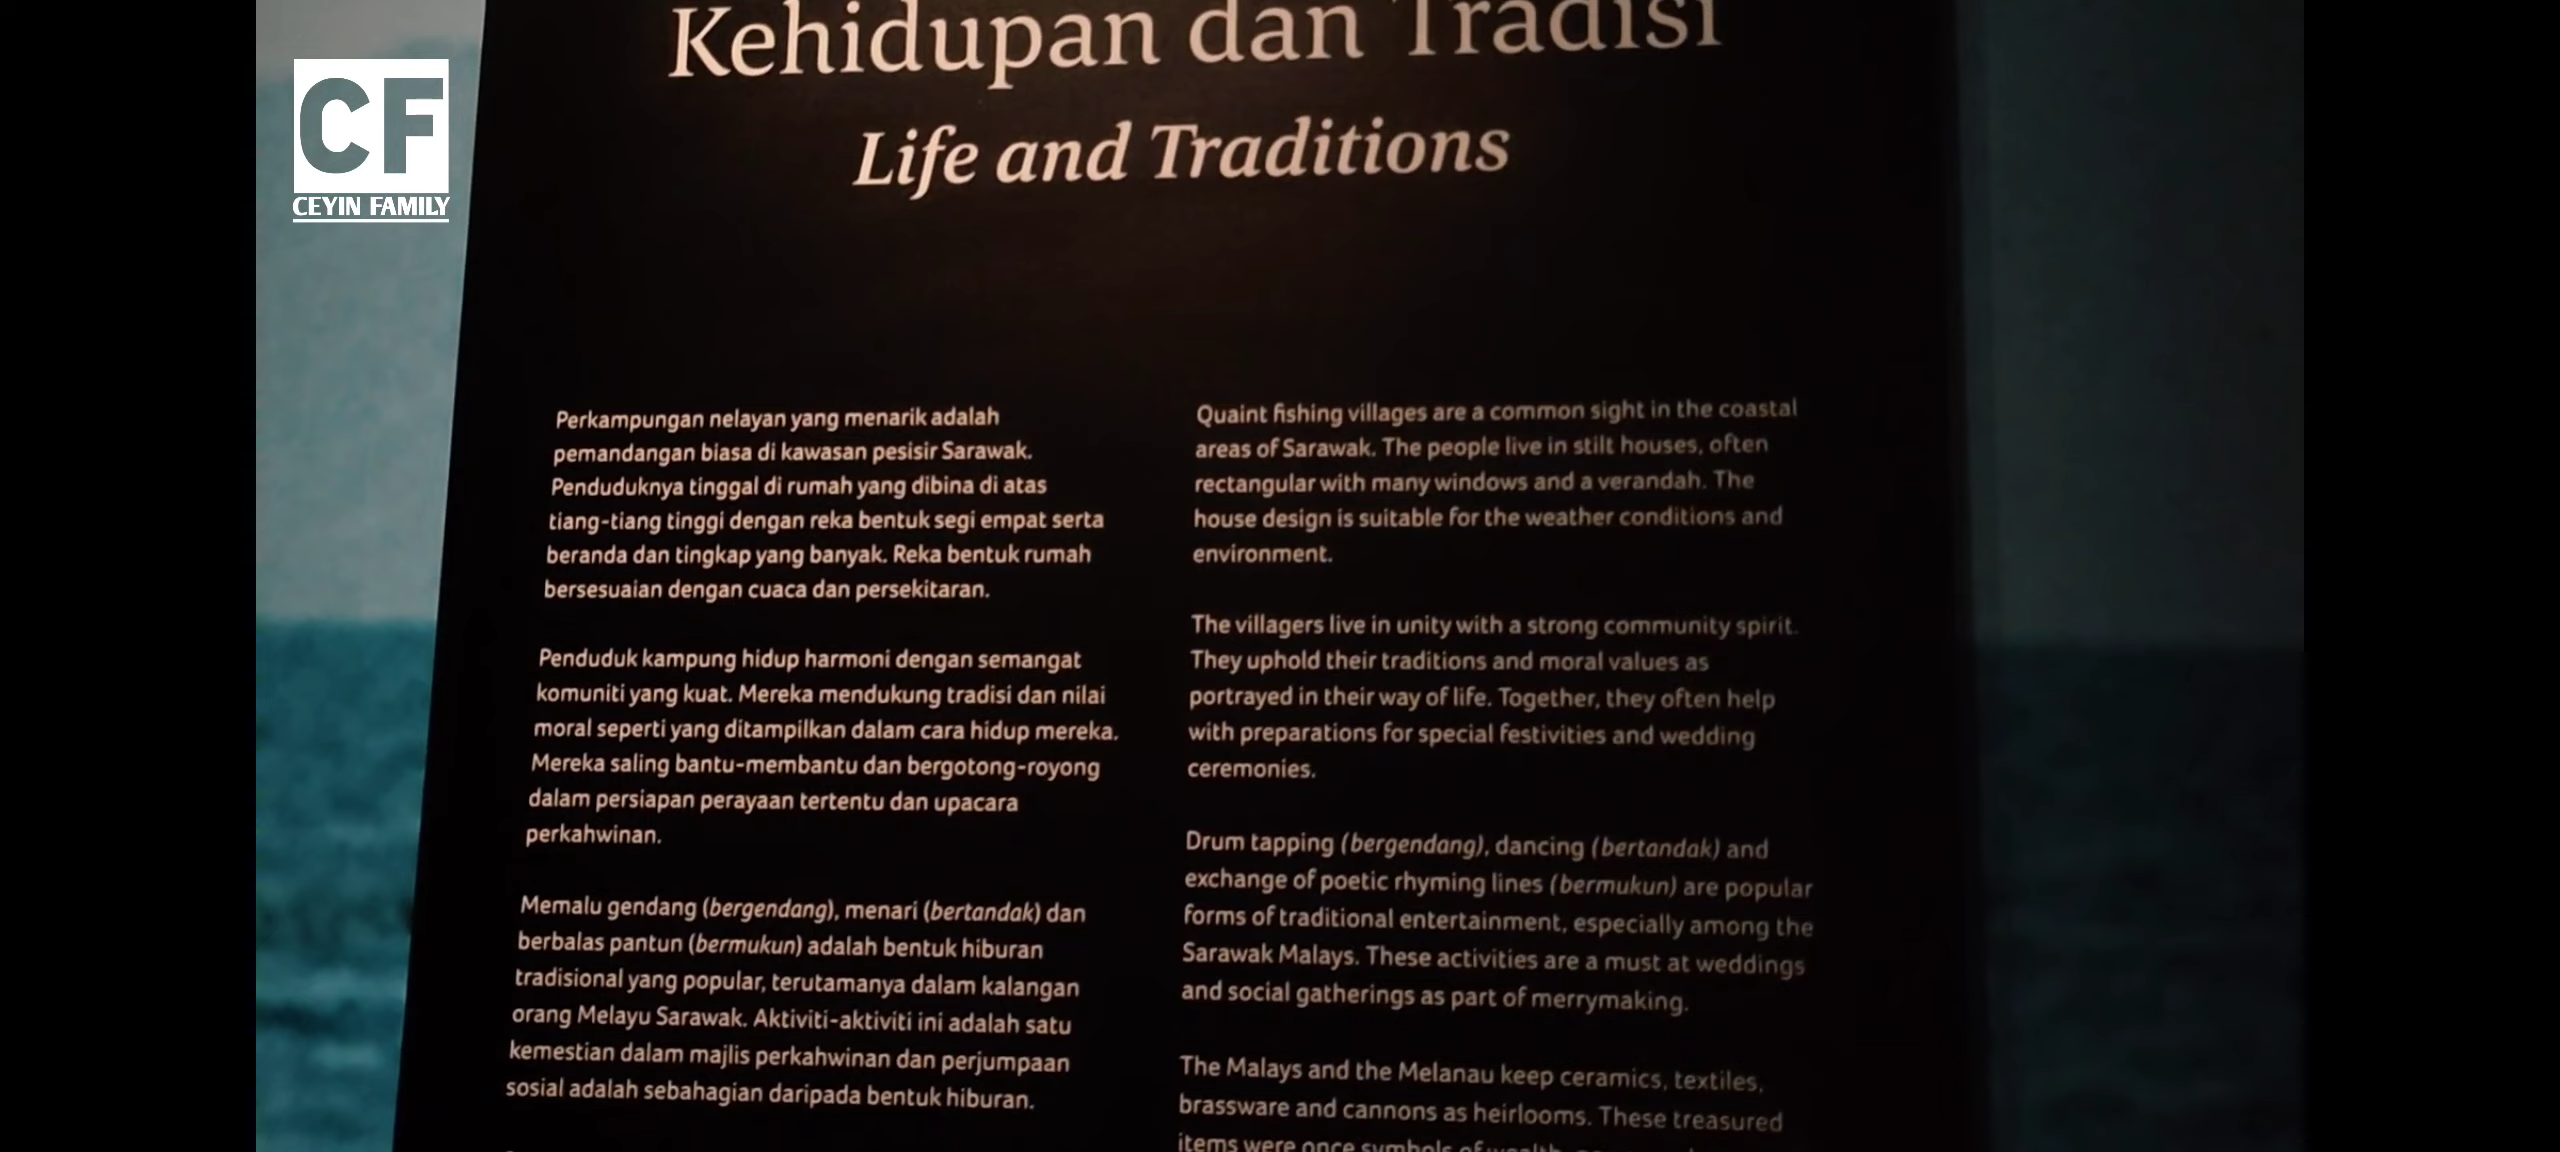 CF
CEYIN FAMILY
Kehidupan dan Tradisi
Life and Traditions
Perkampungan nelayan yang menarik adalah
pemandangan biasa di kawasan pesisir Sarawak.
Penduduknya tinggal di rumah yang dibina di atas
tiang-tiang tinggi dengan reka bentuk segi empat serta
beranda dan tingkap yang banyak. Reka bentuk rumah
bersesuaian dengan cuaca dan persekitaran.
Penduduk kampung hidup harmoni dengan semangat
komuniti yang kuat. Mereka mendukung tradisi dan nilai
moral seperti yang ditampilkan dalam cara hidup mereka.
Mereka saling bantu-membantu dan bergotong-royong
dalam persiapan perayaan tertentu dan upacara
perkahwinan.
Memalu gendang (bergendang), menari (bertandak) dan
berbalas pantun (bermukun) adalah bentuk hiburan
tradisional yang popular, terutamanya dalam kalangan
orang Melayu Sarawak. Aktiviti-aktiviti ini adalah satu
kemestian dalam majlis perkahwinan dan perjumpaan
sosial adalah sebahagian daripada bentuk hiburan.
Quaint fishing villages are a common sight in the coastal
areas of Sarawak. The people live in stilt houses, often
rectangular with many windows and a verandah. The
house design is suitable for the weather conditions and
environment.
The villagers live in unity with a strong community spirit.
They uphold their traditions and moral values as
portrayed in their way of life. Together, they often help
with preparations for special festivities and wedding
ceremonies.
Drum tapping (bergendang), dancing (bertandak) and
exchange of poetic rhyming lines (bermukun) are popular
forms of traditional entertainment, especially among the
Sarawak Malays. These activities are a must at weddings
and social gatherings as part of merrymaking.
The Malays and the Melanau keep ceramics, textiles,
brassware and cannons as heirlooms. These treasured
items were once symbols of wealth